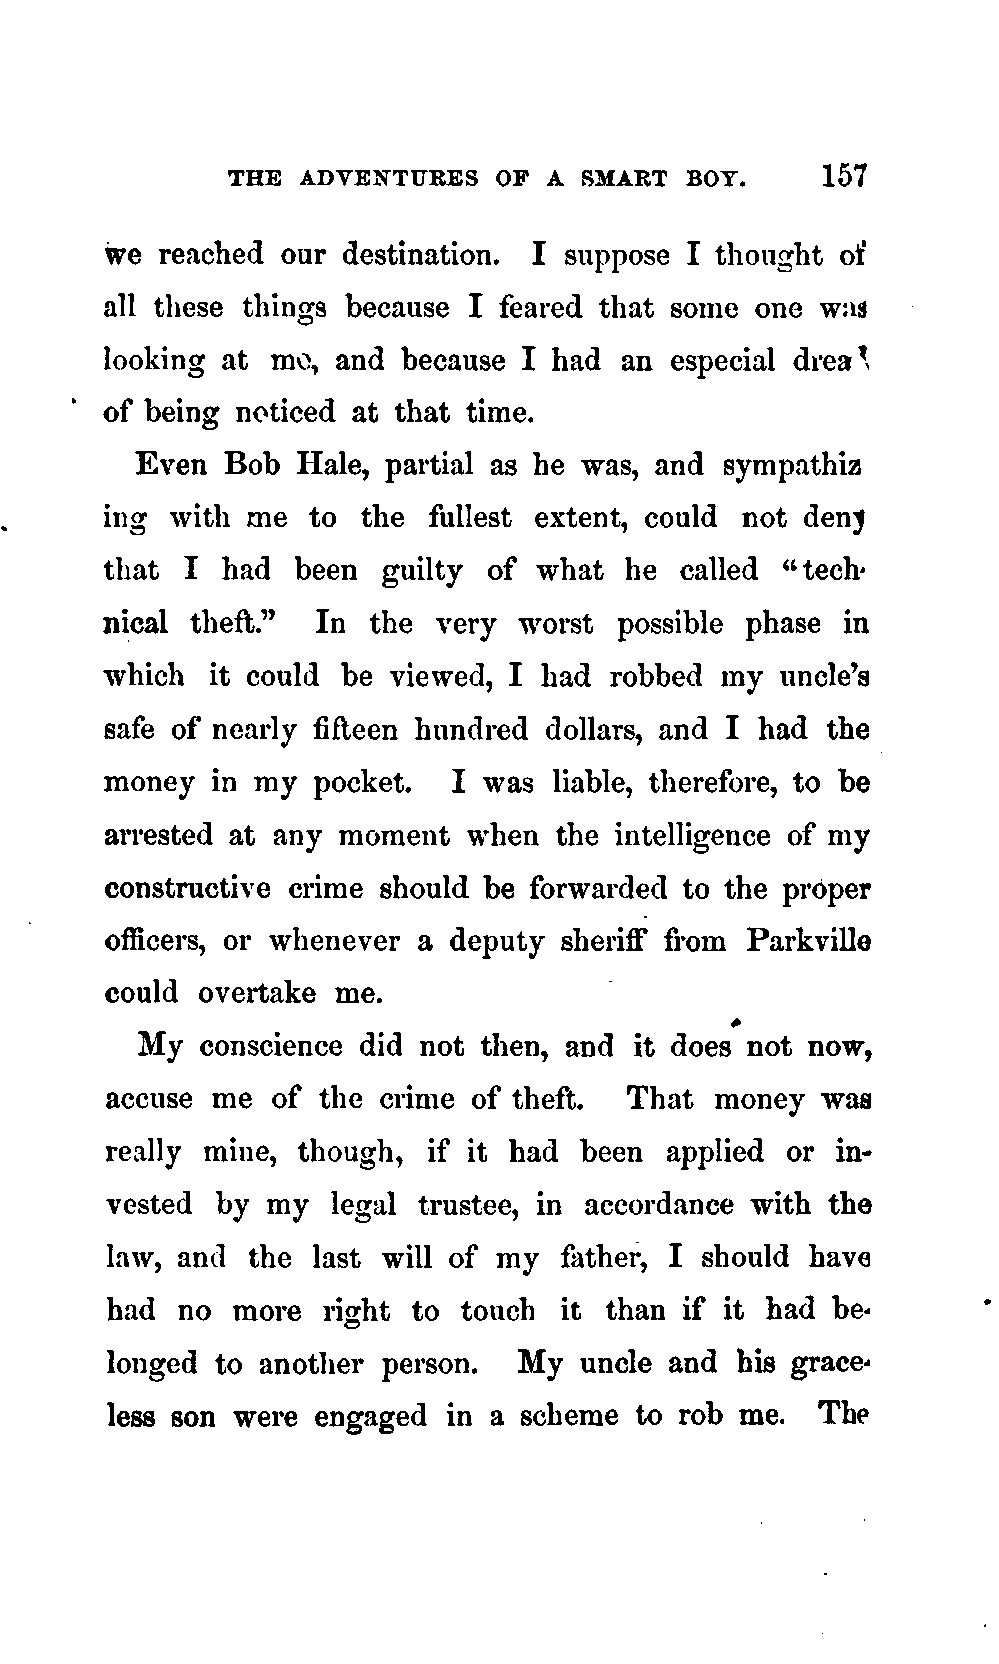 THE ADVENTURES OF A SMART BOY. 157
we reached our destination. I suppose I thought of
all these things because I feared that some one was
looking at me, and because I had an especial dread
of being noticed at that time.
Even Bob Hale, partial as he was, and sympathiz
ing with me to the fullest extent, could not deny
that I had been guilty of what he called "tech-
nical theft." In the very worst possible phase in
which it could be viewed, I had robbed my uncle's
safe of nearly fifteen hundred dollars, and I had the
money in my pocket. I was liable, therefore, to be
arrested at any moment when the intelligence of my
constructive crime should be forwarded to the proper
officers, or whenever a deputy sheriff from Parkville
could overtake me.
My conscience did not then, and it does not now,
accuse me of the crime of theft. That money was
really mine, though, if it had been applied or in-
vested by my legal trustee, in accordance with the
law, and the last will of my father, I should have
had no more right to touch it than if it had be-
longed to another person. My uncle and his grace-
less son were engaged in a scheme to rob me. The